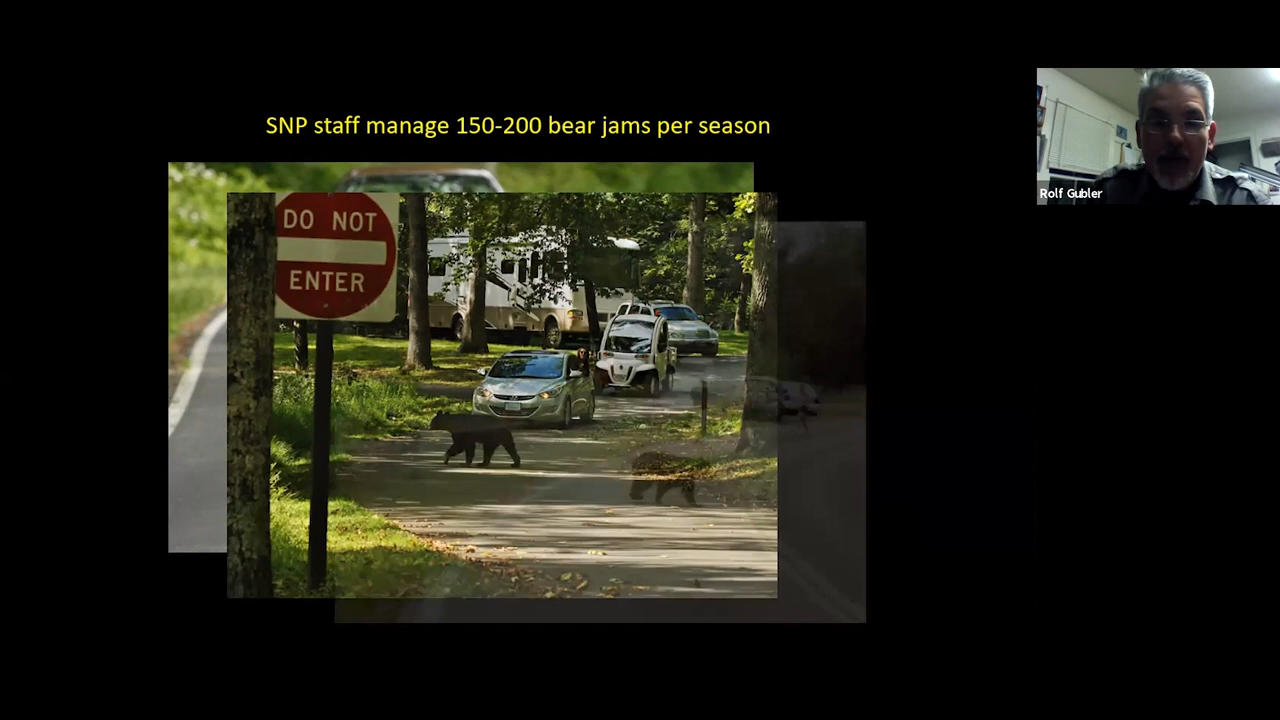 SNP staff manage 150-200 bear jams per season
DO NOT
ENTER
Rolf Gubler